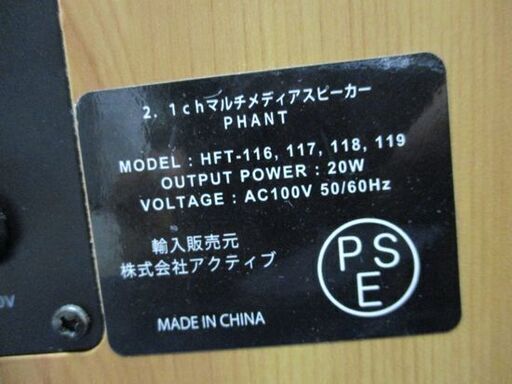 2. 1chマルチメディアスピーカー
PHANT
MODEL : HFT-116, 117, 118, 119
OUTPUT POWER : 20W
VOLTAGE : AC100V 50/60Hz
輸入販売元
株式会社アクティブ
PSE
MADE IN CHINA